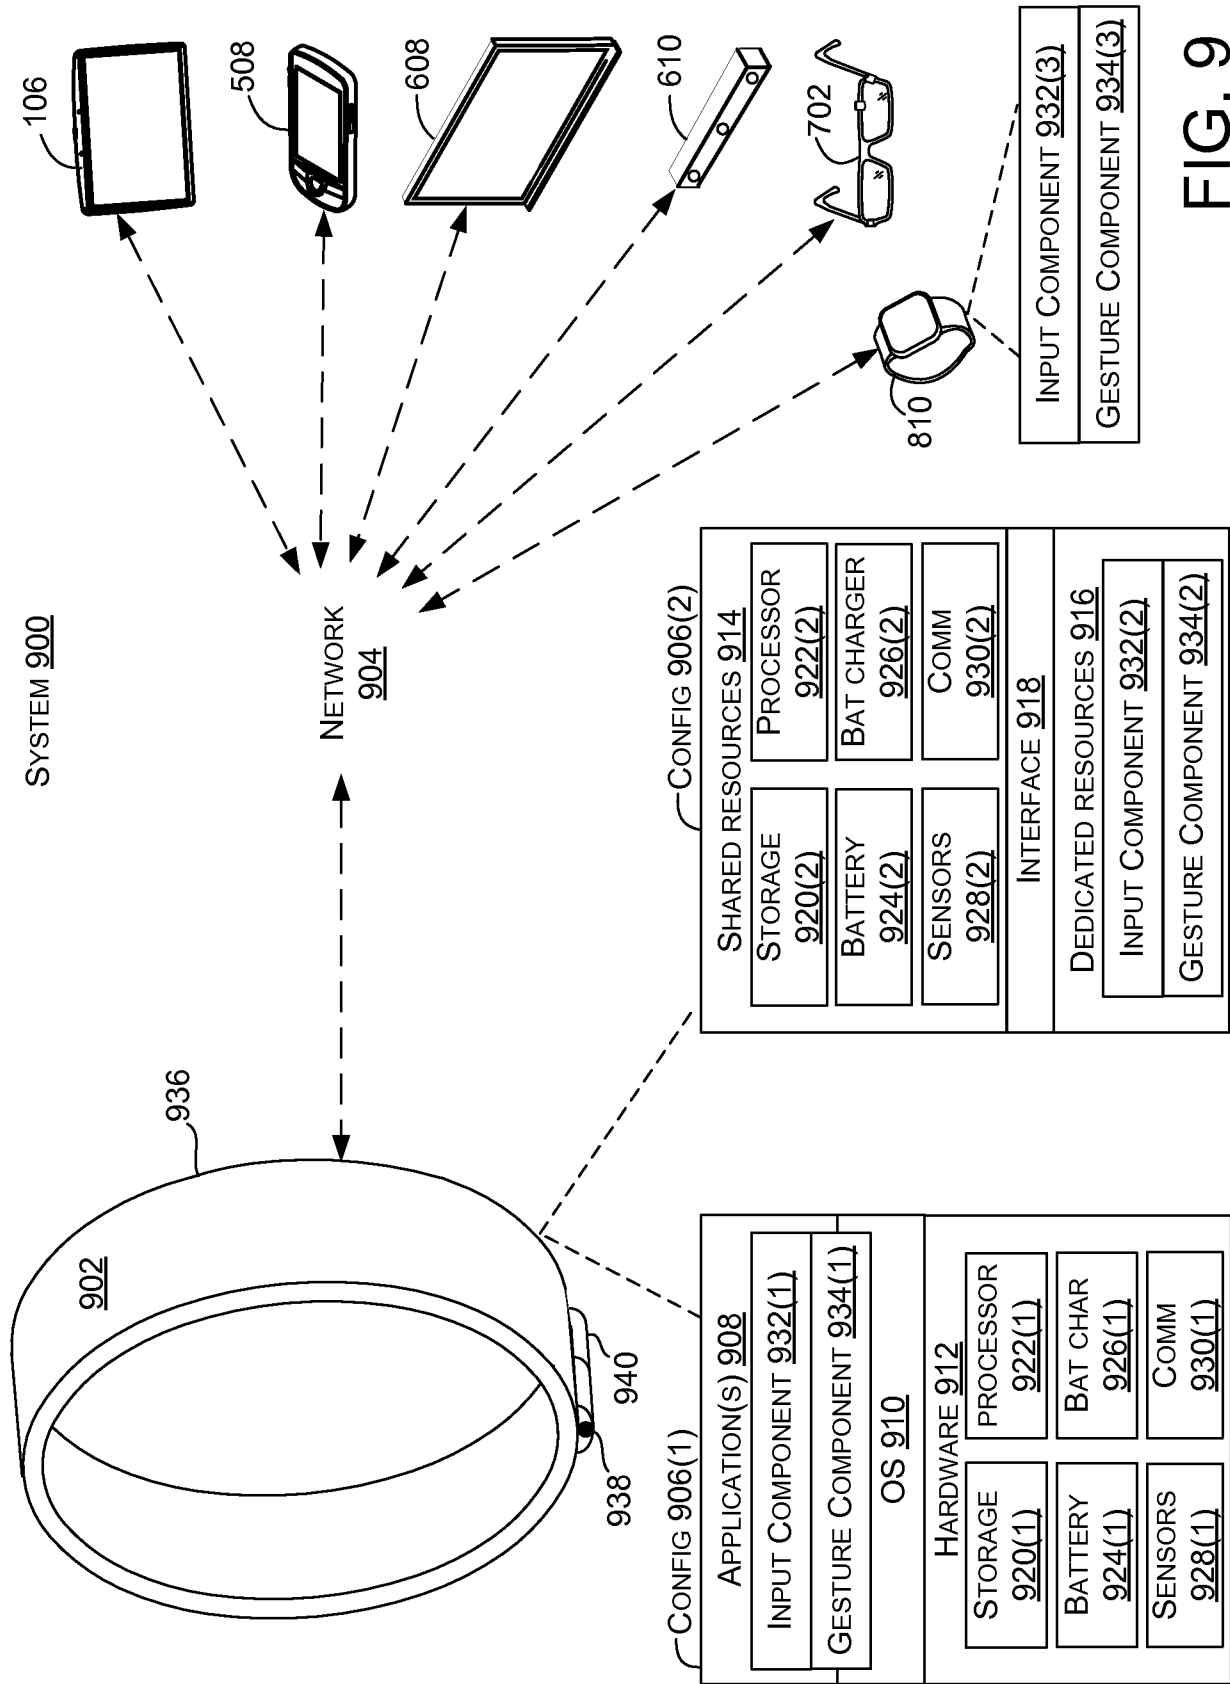 SYSTEM 900
902
936
938
940
NETWORK
904
106
508
608
610
702
810
CONFIG 906(1)
APPLICATION(S) 908
INPUT COMPONENT 932(1)
GESTURE COMPONENT 934(1)
OS 910
HARDWARE 912
STORAGE
920(1)
PROCESSOR
922(1)
BATTERY
924(1)
BAT CHAR
926(1)
SENSORS
928(1)
COMM
930(1)
CONFIG 906(2)
SHARED RESOURCES 914
STORAGE
920(2)
PROCESSOR
922(2)
BATTERY
924(2)
BAT CHARGER
926(2)
SENSORS
928(2)
COMM
930(2)
INTERFACE 918
DEDICATED RESOURCES 916
INPUT COMPONENT 932(2)
GESTURE COMPONENT 934(2)
INPUT COMPONENT 932(3)
GESTURE COMPONENT 934(3)
FIG. 9